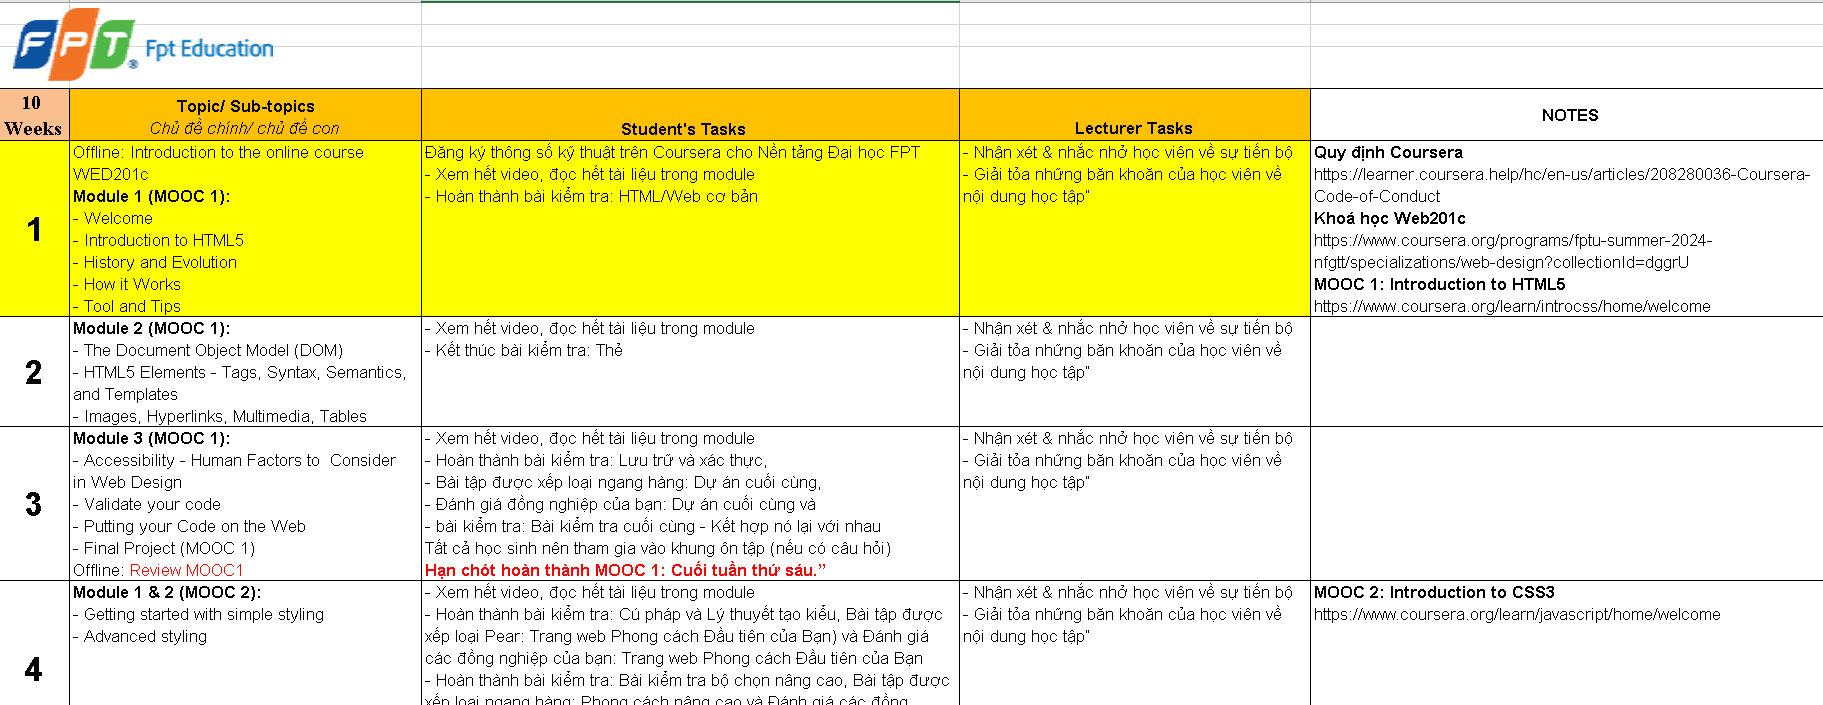 FPT
Fpt Education
10
Weeks
Topic/ Sub-topics
Chủ đề chính/ chủ đề con
Student's Tasks
Lecturer Tasks
NOTES
1
Offline: Introduction to the online course
WED201c
Module 1 (MOOC 1):
- Welcome
- Introduction to HTML5
- History and Evolution
- How it Works
- Tool and Tips
Đăng ký thông số kỹ thuật trên Coursera cho Nền tảng Đại học FPT
- Xem hết video, đọc hết tài liệu trong module
- Hoàn thành bài kiểm tra: HTML/Web cơ bản
- Nhận xét & nhắc nhở học viên về sự tiến bộ
- Giải tỏa những băn khoăn của học viên về
nội dung học tập"
Quy định Coursera
https://learner.coursera.help/hc/en-us/articles/208280036-Coursera-
Code-of-Conduct
Khoá học Web201c
https://www.coursera.org/programs/fptu-summer-2024-
nfgtt/specializations/web-design?collectionId=dggrU
MOOC 1: Introduction to HTML5
https://www.coursera.org/learn/introcss/home/welcome
2
Module 2 (MOOC 1):
- The Document Object Model (DOM)
- HTML5 Elements - Tags, Syntax, Semantics,
and Templates
- Images, Hyperlinks, Multimedia, Tables
- Xem hết video, đọc hết tài liệu trong module
- Kết thúc bài kiểm tra: Thẻ
- Nhận xét & nhắc nhở học viên về sự tiến bộ
- Giải tỏa những băn khoăn của học viên về
nội dung học tập"
3
Module 3 (MOOC 1):
- Accessibility - Human Factors to  Consider
in Web Design
- Validate your code
- Putting your Code on the Web
- Final Project (MOOC 1)
Offline: Review MOOC1
- Xem hết video, đọc hết tài liệu trong module
- Hoàn thành bài kiểm tra: Lưu trữ và xác thực,
- Bài tập được xếp loại ngang hàng: Dự án cuối cùng,
- Đánh giá đồng nghiệp của bạn: Dự án cuối cùng và
- bài kiểm tra: Bài kiểm tra cuối cùng - Kết hợp nó lại với nhau
Tất cả học sinh nên tham gia vào khung ôn tập (nếu có câu hỏi)
Hạn chót hoàn thành MOOC 1: Cuối tuần thứ sáu.”
- Nhận xét & nhắc nhở học viên về sự tiến bộ
- Giải tỏa những băn khoăn của học viên về
nội dung học tập"
4
Module 1 & 2 (MOOC 2):
- Getting started with simple styling
- Advanced styling
- Xem hết video, đọc hết tài liệu trong module
- Hoàn thành bài kiểm tra: Cú pháp và Lý thuyết tạo kiểu, Bài tập được
xếp loại Pear: Trang web Phong cách Đầu tiên của Bạn) và Đánh giá
các đồng nghiệp của bạn: Trang web Phong cách Đầu tiên của Bạn
- Hoàn thành bài kiểm tra: Bài kiểm tra bộ chọn nâng cao, Bài tập được
xếp loại ngang hàng: Phong cách nâng cao và Đánh giá các đồng
- Nhận xét & nhắc nhở học viên về sự tiến bộ
- Giải tỏa những băn khoăn của học viên về
nội dung học tập"
MOOC 2: Introduction to CSS3
https://www.coursera.org/learn/javascript/home/welcome